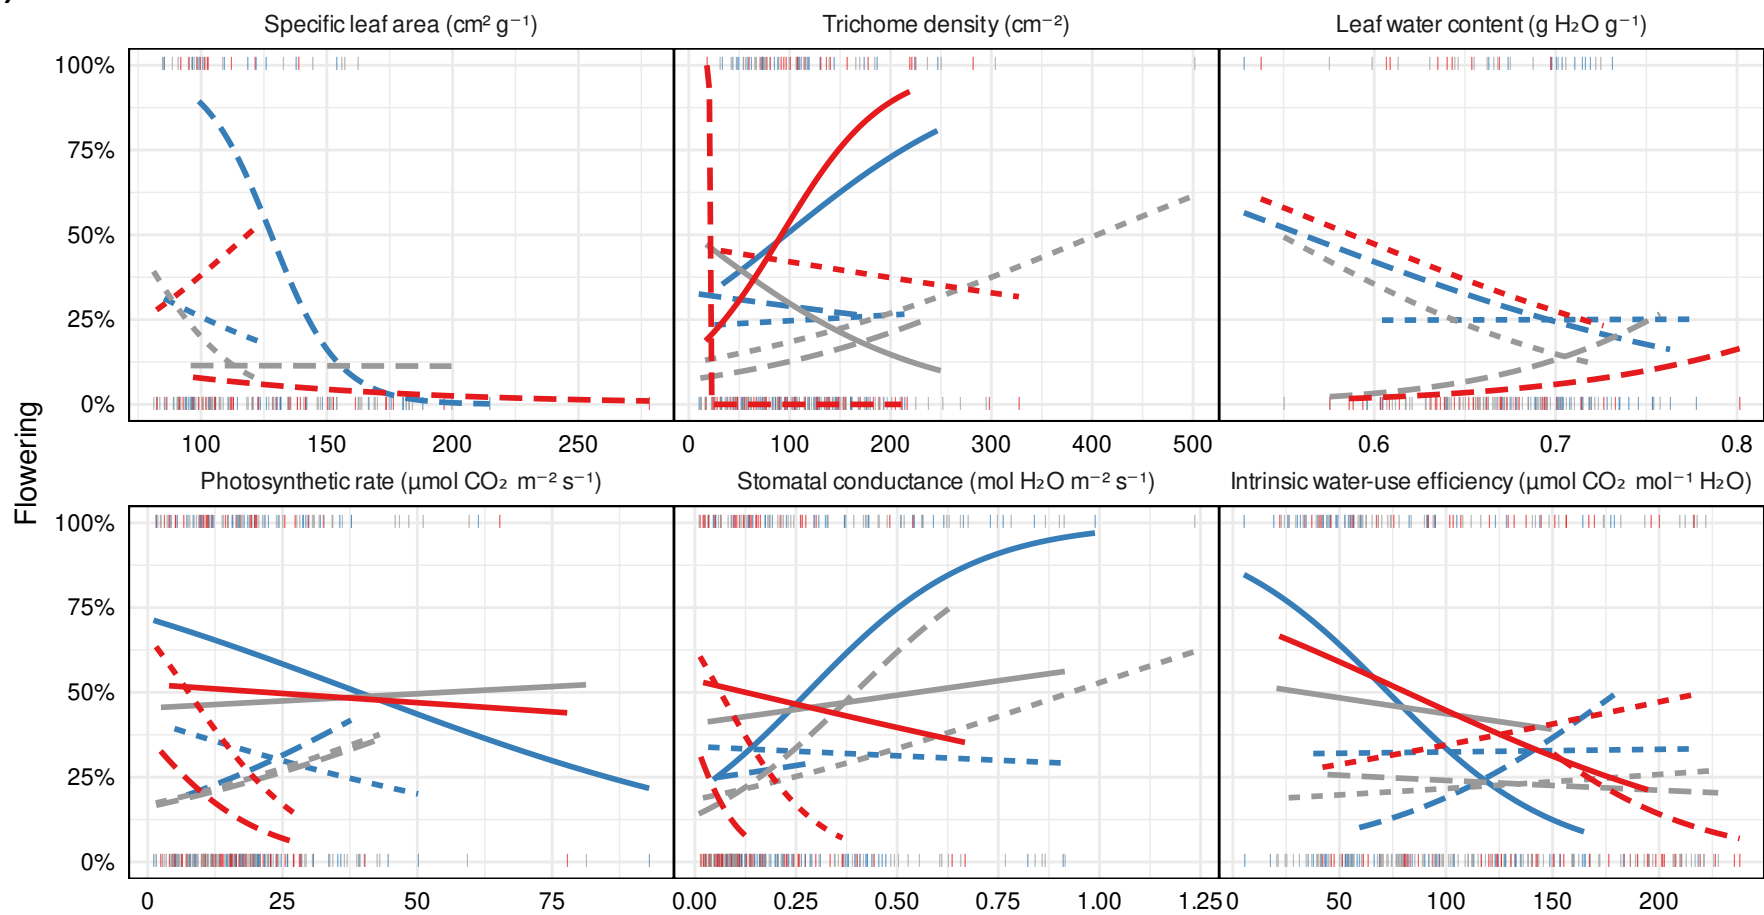 Specific leaf area (cm² g⁻¹) Trichome density (cm⁻²) Leaf water content (g H₂O g⁻¹)
100%
75%
50%
25%
0%
100 150 200 250 0 100 200 300 400 500 0.6 0.7 0.8
Flowering
Photosynthetic rate (µmol CO₂ m⁻² s⁻¹) Stomatal conductance (mol H₂O m⁻² s⁻¹) Intrinsic water-use efficiency (µmol CO₂ mol⁻¹ H₂O)
100%
75%
50%
25%
0%
0 25 50 75 0.00 0.25 0.50 0.75 1.00 1.25 0 50 100 150 200